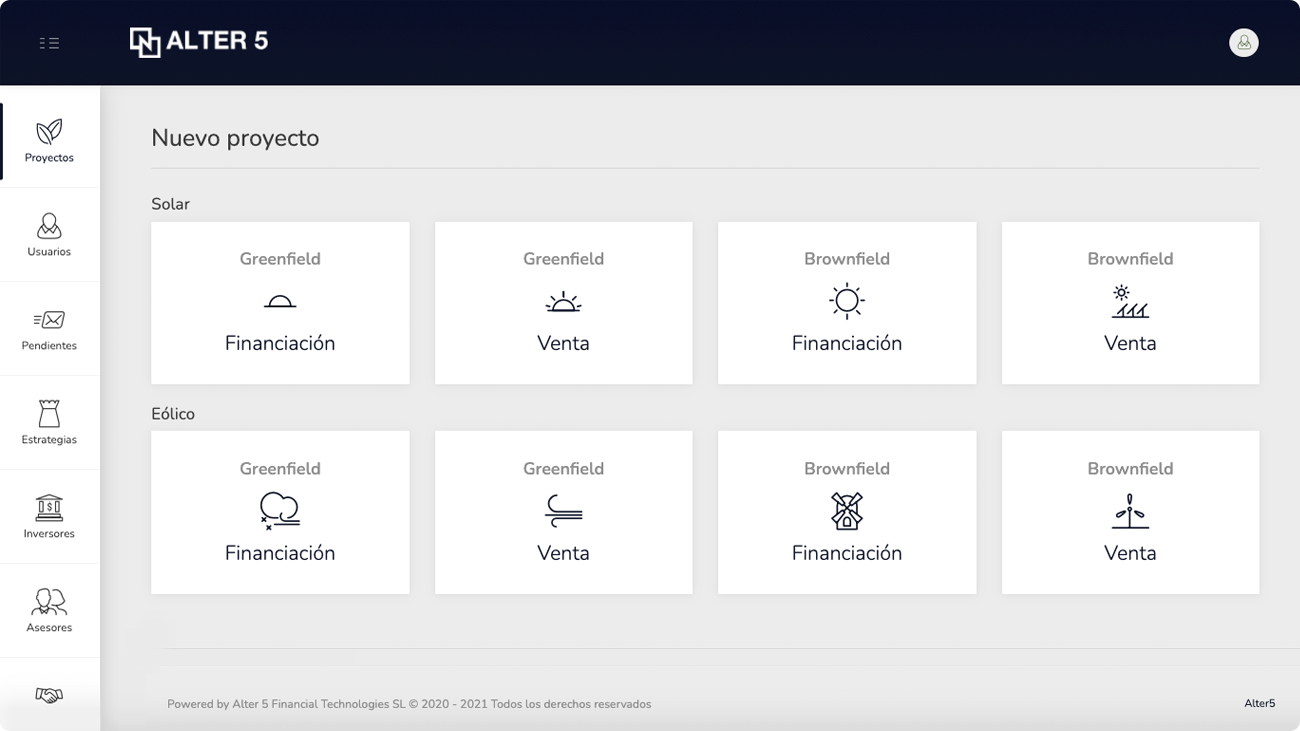 ALTER 5
Proyectos
Usuarios
Pendientes
Estrategias
Inversores
Asesores
Nuevo proyecto
Solar
Greenfield
Financiación
Greenfield
Venta
Brownfield
Financiación
Brownfield
Venta
Eólico
Greenfield
Financiación
Greenfield
Venta
Brownfield
Financiación
Brownfield
Venta
Powered by Alter 5 Financial Technologies SL © 2020 - 2021 Todos los derechos reservados
Alter5